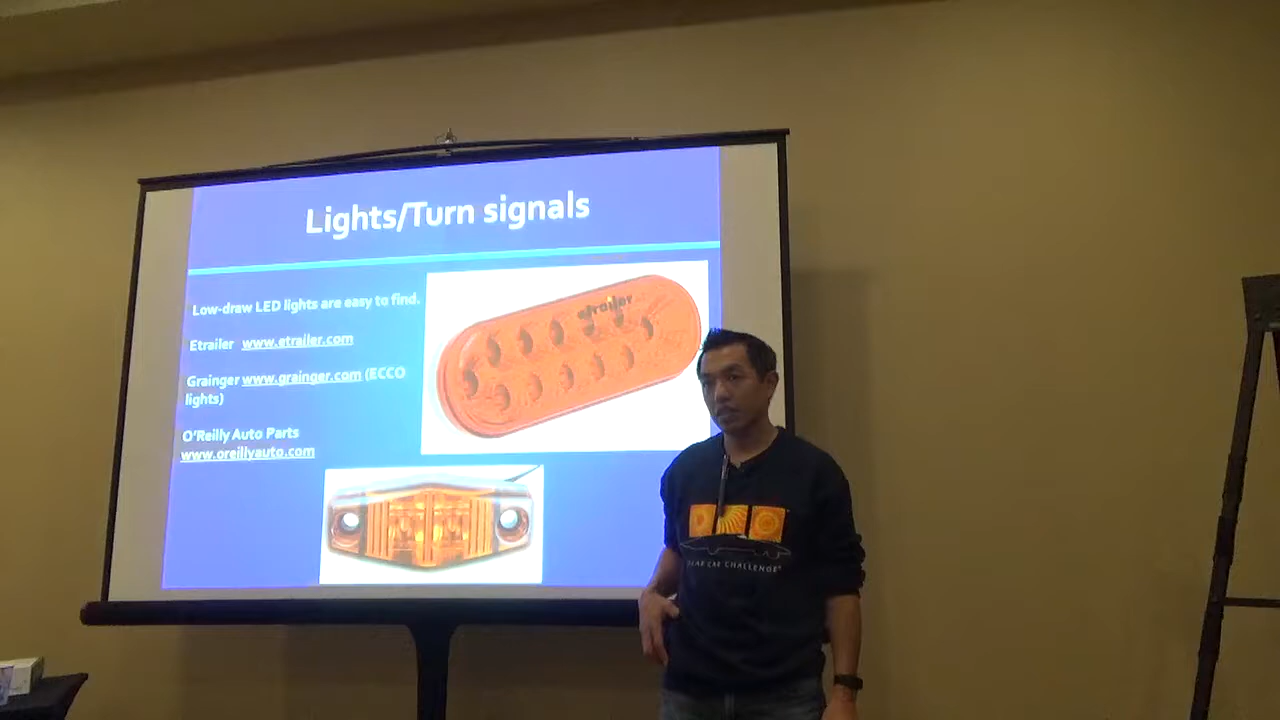 Lights/Turn signals
Low-draw LED lights are easy to find.
etrailer
Etrailer www.etrailer.com
Grainger www.grainger.com (ECCO
lights)
O'Reilly Auto Parts
www.oreillyauto.com
CAR CHALLENGE